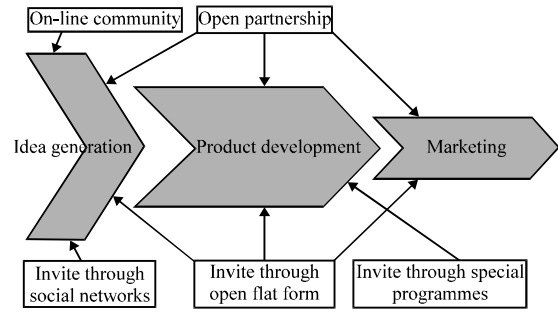 On-line community
Open partnership
Idea generation
Product development
Marketing
Invite through
social networks
Invite through
open flat form
Invite through special
programmes